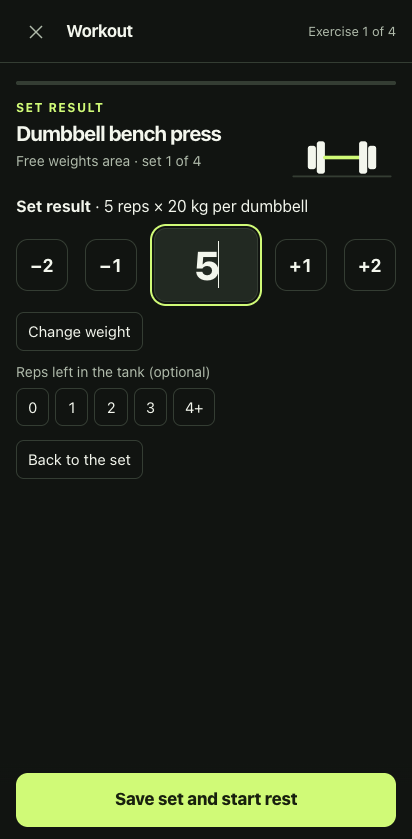 Workout
Exercise 1 of 4
SET RESULT
Dumbbell bench press
Free weights area · set 1 of 4
Set result · 5 reps × 20 kg per dumbbell
−2 −1 5 +1 +2
Change weight
Reps left in the tank (optional)
0 1 2 3 4+
Back to the set
Save set and start rest